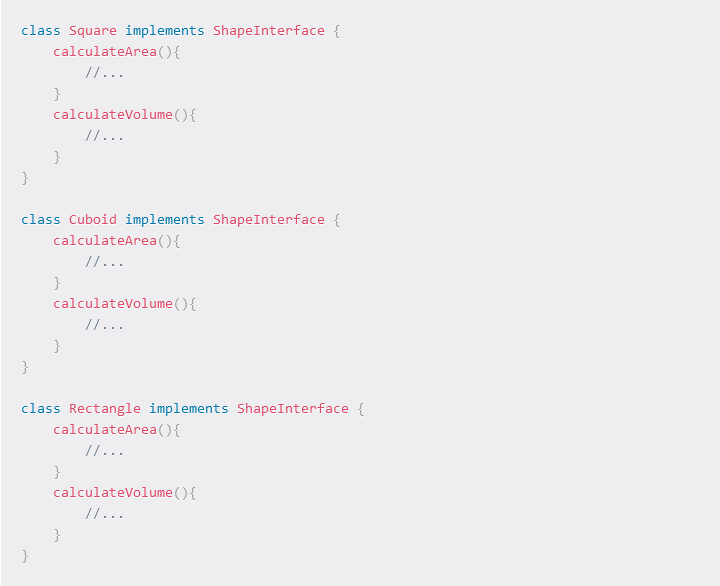 class Square implements ShapeInterface {
    calculateArea(){
        //...
    }
    calculateVolume(){
        //...
    }
}

class Cuboid implements ShapeInterface {
    calculateArea(){
        //...
    }
    calculateVolume(){
        //...
    }
}

class Rectangle implements ShapeInterface {
    calculateArea(){
        //...
    }
    calculateVolume(){
        //...
    }
}